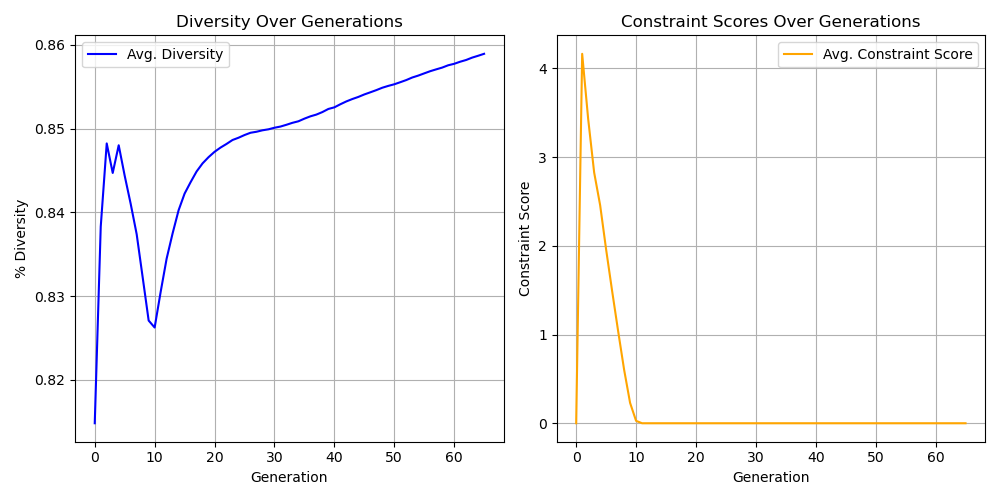 Diversity Over Generations
Avg. Diversity
% Diversity
0.86
0.85
0.84
0.83
0.82
0 10 20 30 40 50 60
Generation
Constraint Scores Over Generations
Avg. Constraint Score
Constraint Score
4
3
2
1
0
0 10 20 30 40 50 60
Generation